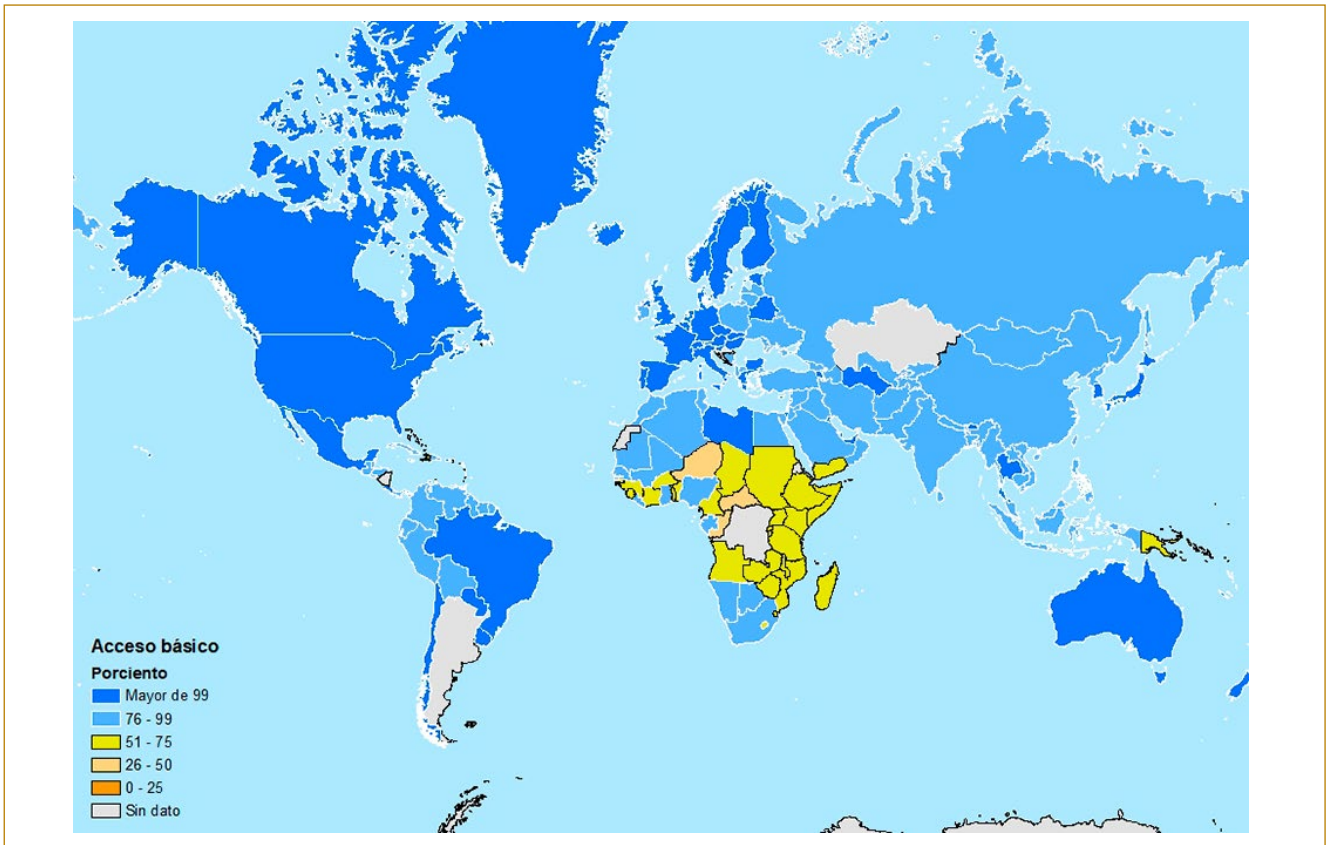 Acceso básico
Porciento
Mayor de 99
76 - 99
51 - 75
26 - 50
0 - 25
Sin dato